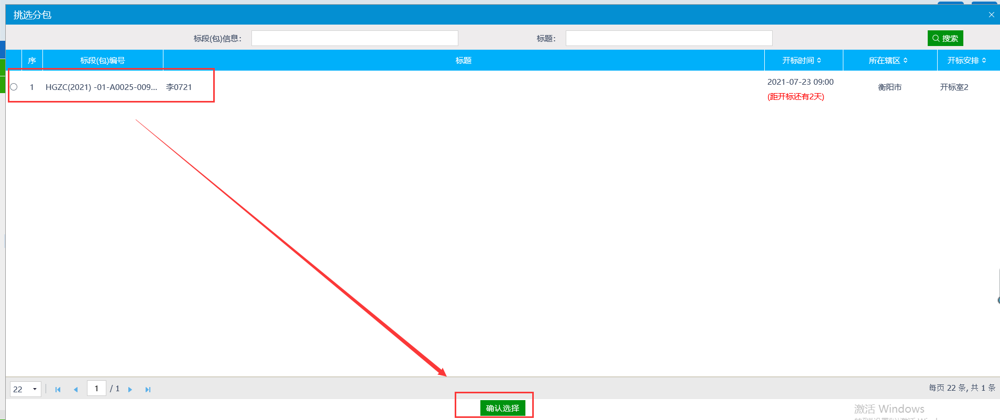 挑选分包
标段(包)信息：
标题：
搜索
序 标段(包)编号 标题 开标时间 所在辖区 开标安排
1 HGZC(2021) -01-A0025-009... 李0721 2021-07-23 09:00 衡阳市 开标室2
(距开标还有2天)
22 1 / 1 每页 22 条, 共 1 条
确认选择
激活 Windows